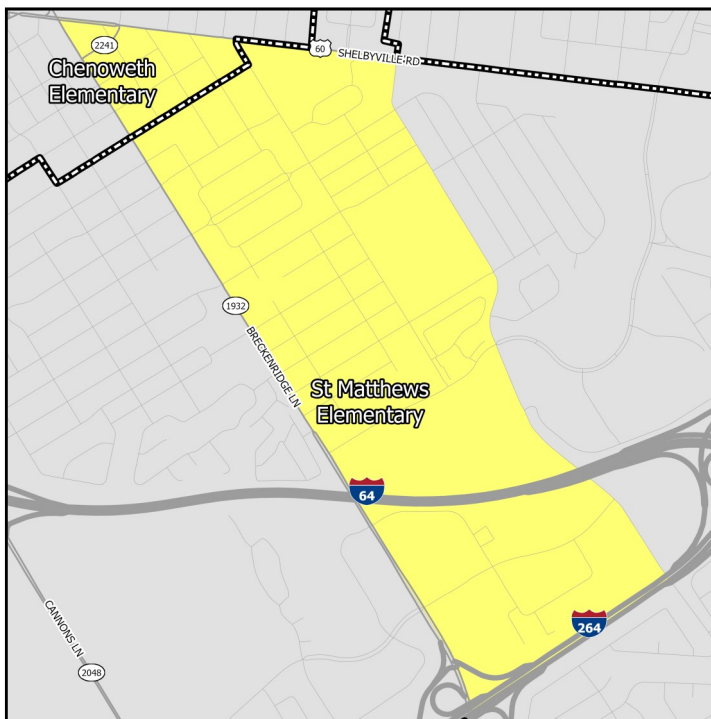 2241
60
SHELBYVILLE RD
Chenoweth
Elementary
1932
BRECKENRIDGE LN
St Matthews
Elementary
64
264
CANNONS LN
2048